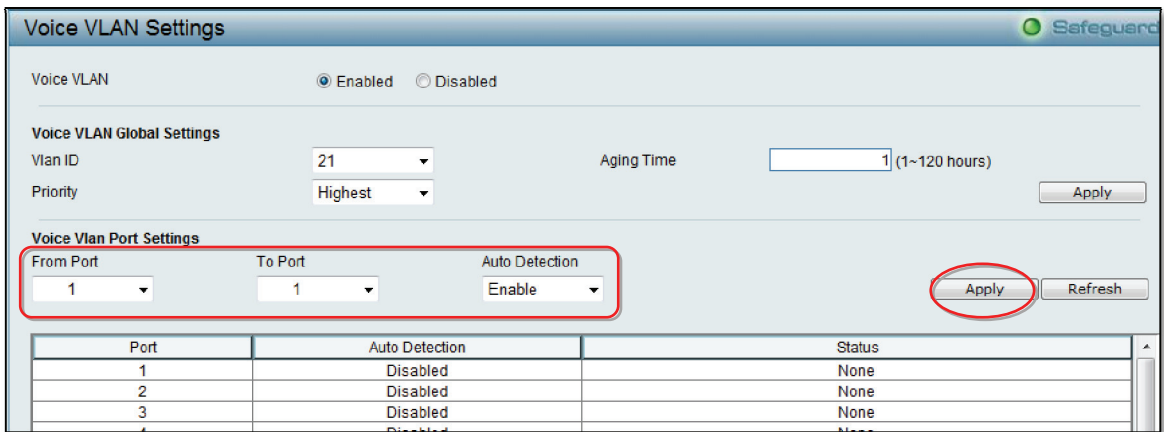 Voice VLAN Settings
Safeguard
Voice VLAN
Enabled
Disabled
Voice VLAN Global Settings
Vlan ID
21
Aging Time
1 (1~120 hours)
Priority
Highest
Apply
Voice Vlan Port Settings
From Port To Port Auto Detection
1 1 Enable
Apply Refresh
Port Auto Detection Status
1 Disabled None
2 Disabled None
3 Disabled None